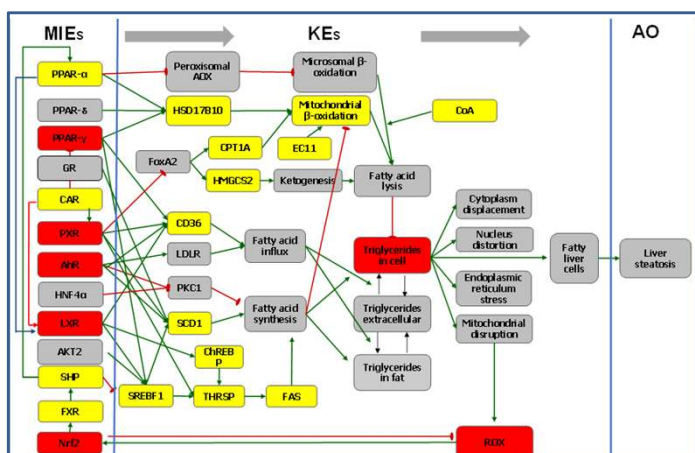 MIEs
KEs
AO
PPAR-α
PPAR-δ
PPAR-γ
GR
CAR
PXR
AhR
HNF4α
LXR
AKT2
SHP
FXR
Nrf2
Peroxisomal
AOX
Microsomal β-
oxidation
HSD17B10
Mitochondrial
β-oxidation
CoA
FoxA2
CPT1A
EC11
HMGCS2
Ketogenesis
Fatty acid
lysis
CD36
LDLR
Fatty acid
influx
PKC1
SCD1
Fatty acid
synthesis
ChREB
P
SREBF1
THRSP
FAS
Triglycerides
in cell
Triglycerides
extracellular
Triglycerides
in fat
Cytoplasm
displacement
Nucleus
distortion
Endoplasmic
reticulum
stress
Mitochondrial
disruption
ROX
Fatty
liver
cells
Liver
steatosis